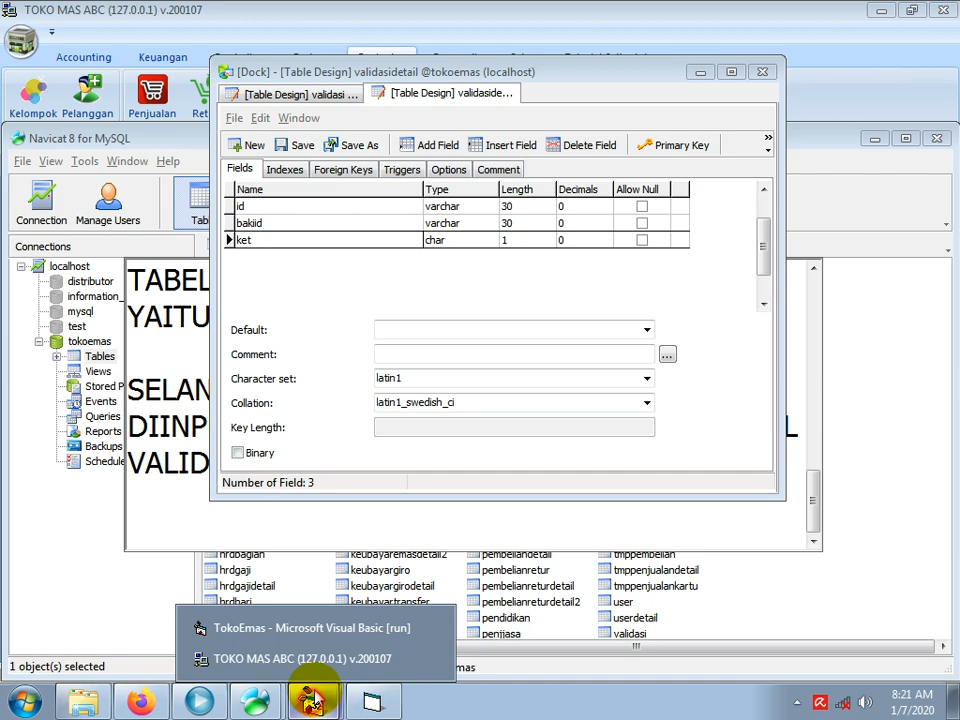 TOKO MAS ABC (127.0.0.1) v.200107
Accounting Keuangan
Kelompok Pelanggan Penjualan Ret
[Dock] - [Table Design] validasidetail @tokoemas (localhost)
[Table Design] validasi ... [Table Design] validaside...
File Edit Window
New Save Save As Add Field Insert Field Delete Field Primary Key
Fields Indexes Foreign Keys Triggers Options Comment
Name Type Length Decimals Allow Null
id varchar 30 0
bakiid varchar 30 0
ket char 1 0
Default:
Comment: ...
Character set: latin1
Collation: latin1_swedish_ci
Key Length:
Binary
Number of Field: 3
Navicat 8 for MySQL
File View Tools Window Help
Connection Manage Users Tab
Connections
localhost
distributor
information_
mysql
test
tokoemas
Tables
Views
Stored P
Events
Queries
Reports
Backups
Schedule
TABEL
YAITU
SELAN
DIINP L
VALID
hrdbagian keubayaremasdetail2 pembeliandetail tmppembelian
hrdgaji keubayargiro pembelianretur tmppenjualandetail
hrdgajidetail keubayargirodetail pembelianreturdetail tmppenjualankartu
hrdhari keubayartransfer pembelianreturdetail2 user
pendidikan userdetail
penjjasa validasi
1 object(s) selected emas
TokoEmas - Microsoft Visual Basic [run]
TOKO MAS ABC (127.0.0.1) v.200107
8:21 AM
1/7/2020